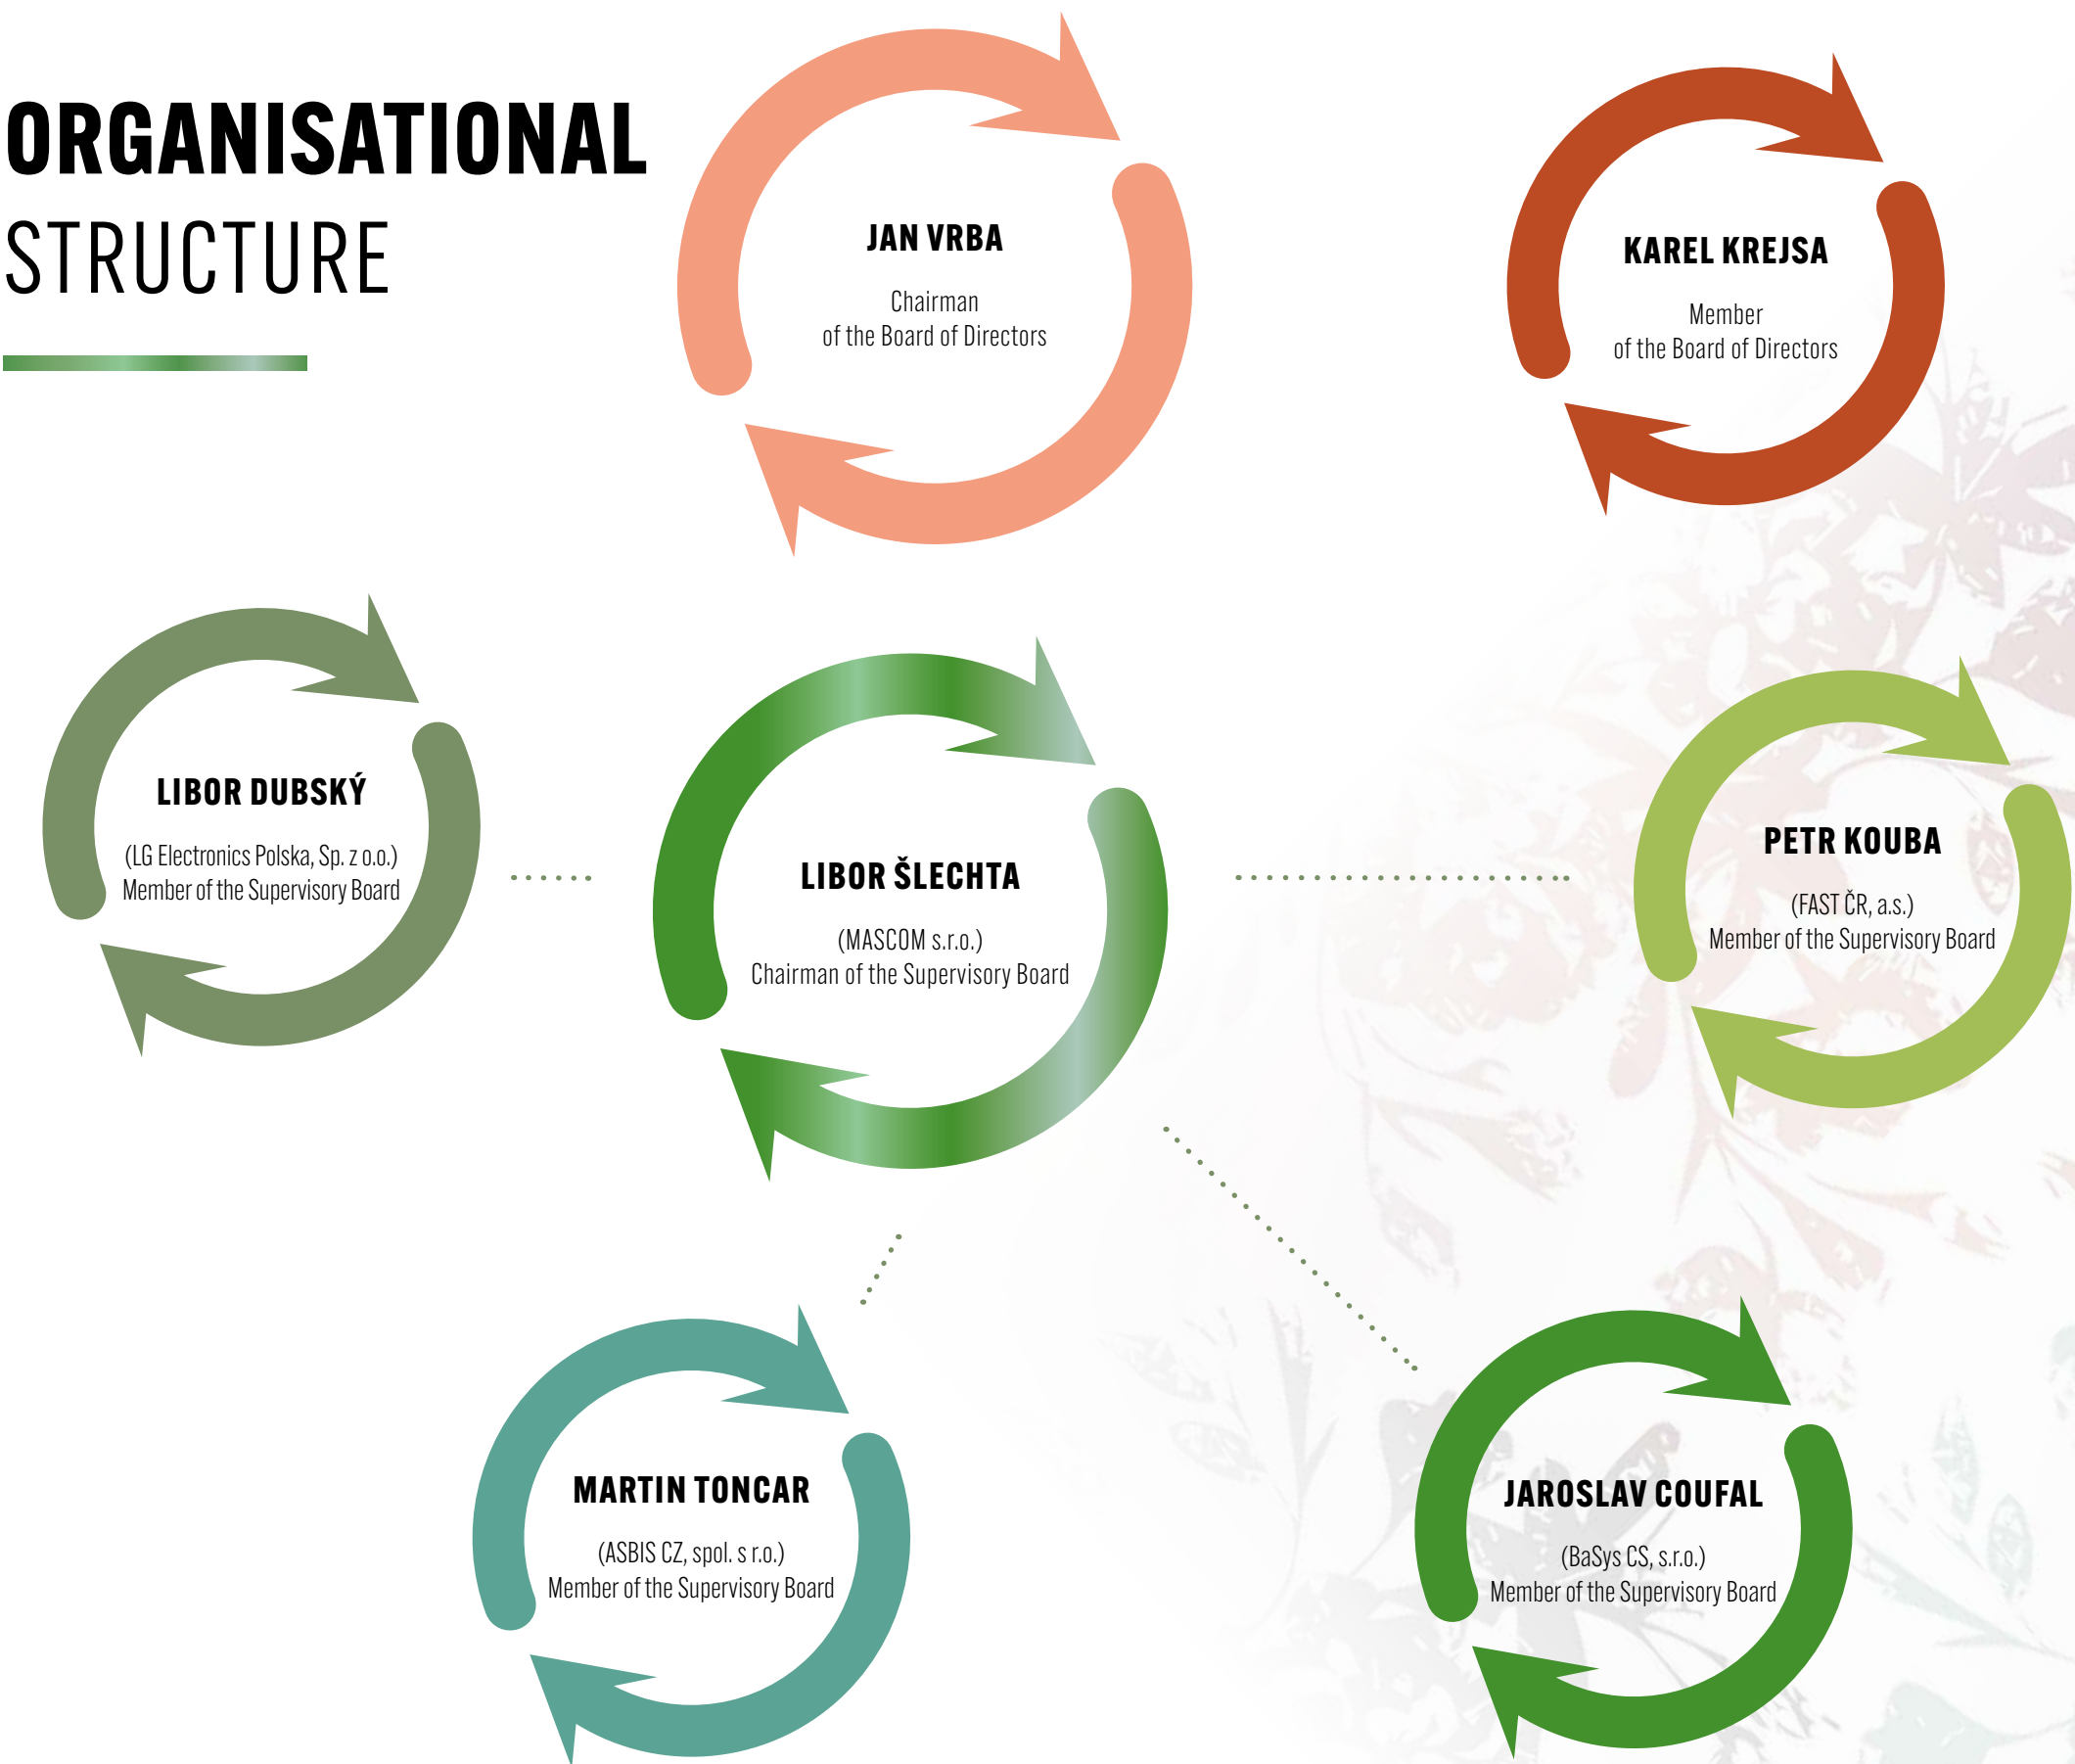 ORGANISATIONAL
STRUCTURE
JAN VRBA
Chairman
of the Board of Directors
KAREL KREJSA
Member
of the Board of Directors
LIBOR DUBSKÝ
(LG Electronics Polska, Sp. z o.o.)
Member of the Supervisory Board
LIBOR ŠLECHTA
(MASCOM s.r.o.)
Chairman of the Supervisory Board
PETR KOUBA
(FAST ČR, a.s.)
Member of the Supervisory Board
MARTIN TONCAR
(ASBIS CZ, spol. s r.o.)
Member of the Supervisory Board
JAROSLAV COUFAL
(BaSys CS, s.r.o.)
Member of the Supervisory Board